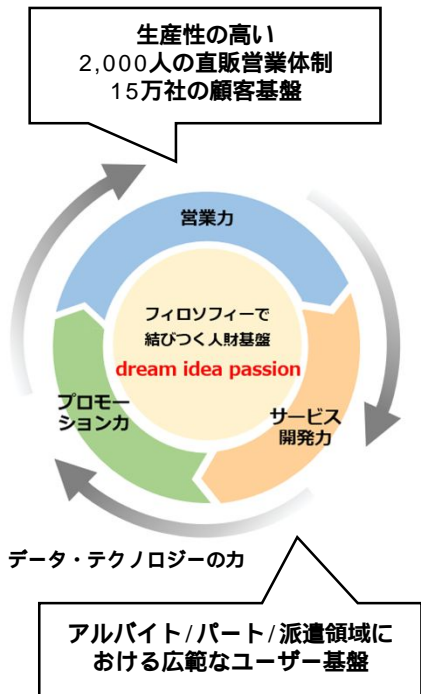 生産性の高い
2,000人の直販営業体制
15万社の顧客基盤
営業力
フィロソフィーで
結びつく人財基盤
dream idea passion
プロモー
ション力
サービス
開発力
データ・テクノロジーの力
アルバイト/パート/派遣領域に
おける広範なユーザー基盤